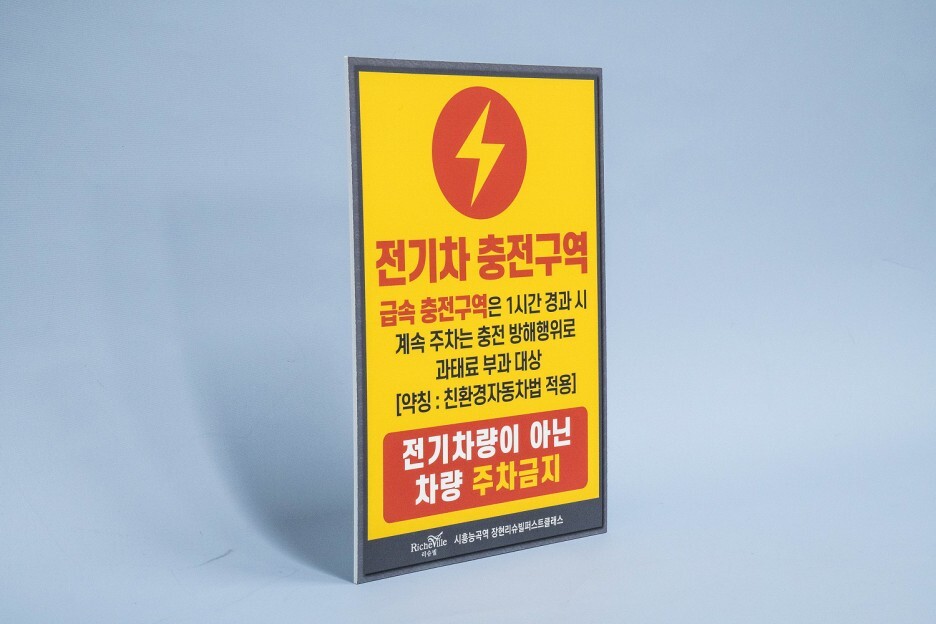 전기차 충전구역
급속 충전구역은 1시간 경과 시
계속 주차는 충전 방해행위로
과태료 부과 대상
[약칭 : 친환경자동차법 적용]
전기차량이 아닌
차량 주차금지
RicheVille
리슈빌
시흥능곡역 장현리슈빌퍼스트클래스